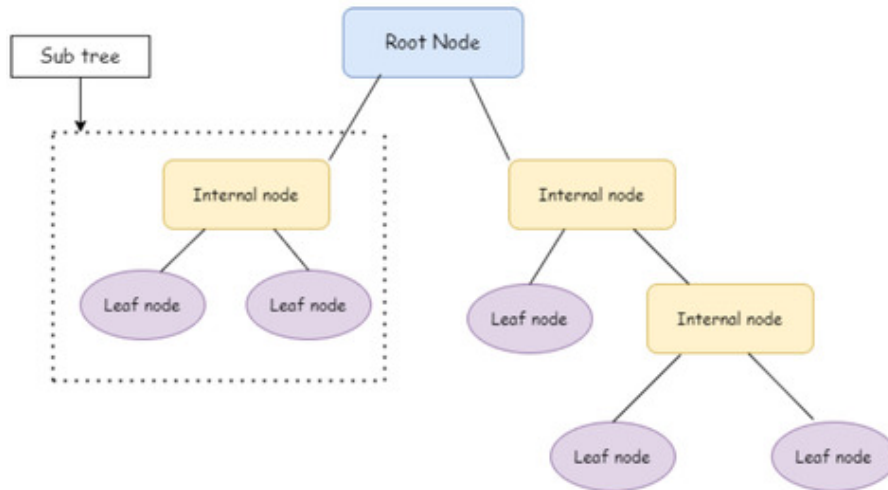 Root Node
Sub tree
Internal node
Internal node
Leaf node
Leaf node
Leaf node
Internal node
Leaf node
Leaf node